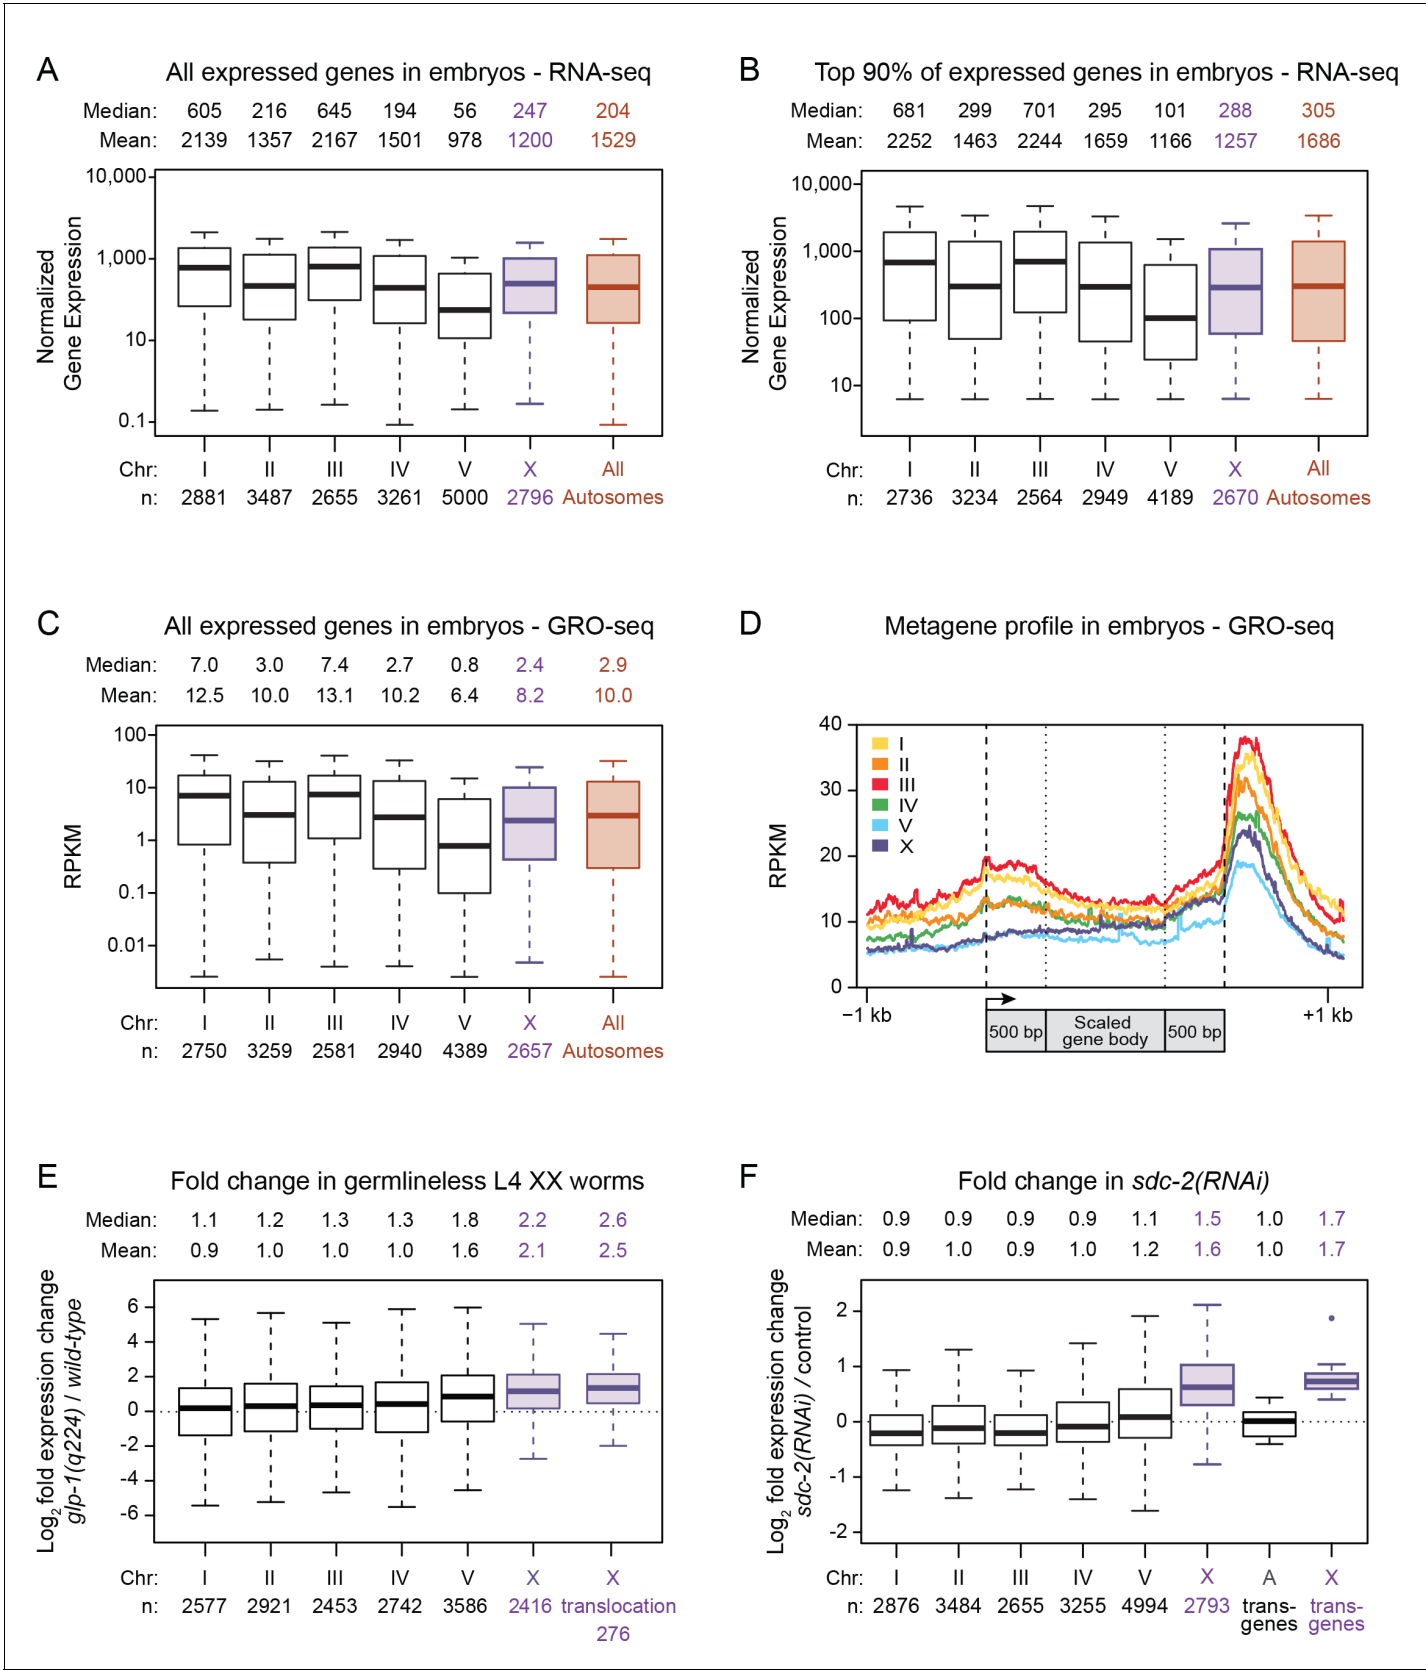 A
All expressed genes in embryos - RNA-seq
Median: 605 216 645 194 56 247 204
Mean: 2139 1357 2167 1501 978 1200 1529
Normalized
Gene Expression
10,000
1,000
10
0.1
Chr: I II III IV V X All
n: 2881 3487 2655 3261 5000 2796 Autosomes
B
Top 90% of expressed genes in embryos - RNA-seq
Median: 681 299 701 295 101 288 305
Mean: 2252 1463 2244 1659 1166 1257 1686
Normalized
Gene Expression
10,000
1,000
100
10
Chr: I II III IV V X All
n: 2736 3234 2564 2949 4189 2670 Autosomes
C
All expressed genes in embryos - GRO-seq
Median: 7.0 3.0 7.4 2.7 0.8 2.4 2.9
Mean: 12.5 10.0 13.1 10.2 6.4 8.2 10.0
RPKM
100
10
1
0.1
0.01
Chr: I II III IV V X All
n: 2750 3259 2581 2940 4389 2657 Autosomes
D
Metagene profile in embryos - GRO-seq
RPKM
40
30
20
10
0
I
II
III
IV
V
X
−1 kb
+1 kb
500 bp
Scaled
gene body
500 bp
E
Fold change in germlineless L4 XX worms
Median: 1.1 1.2 1.3 1.3 1.8 2.2 2.6
Mean: 0.9 1.0 1.0 1.0 1.6 2.1 2.5
Log2 fold expression change
glp-1(q224) / wild-type
6
4
2
0
-2
-4
-6
Chr: I II III IV V X X
n: 2577 2921 2453 2742 3586 2416 translocation
276
F
Fold change in sdc-2(RNAi)
Median: 0.9 0.9 0.9 0.9 1.1 1.5 1.0 1.7
Mean: 0.9 1.0 0.9 1.0 1.2 1.6 1.0 1.7
Log2 fold expression change
sdc-2(RNAi) / control
2
1
0
-1
-2
Chr: I II III IV V X A X
n: 2876 3484 2655 3255 4994 2793 trans- trans-
genes genes